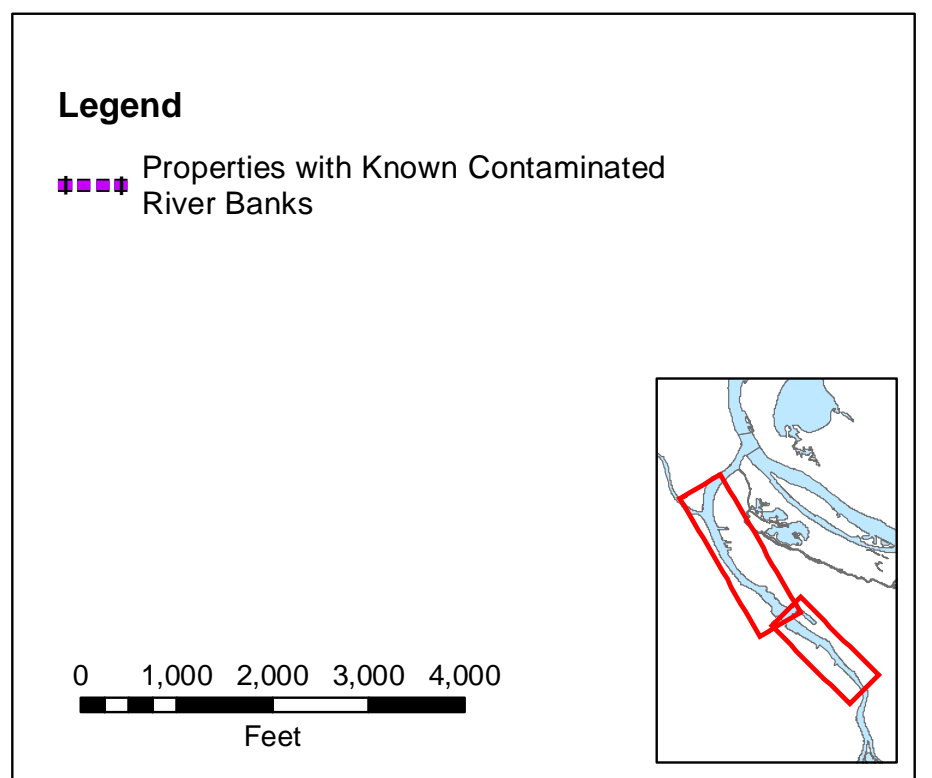 Legend
Properties with Known Contaminated
River Banks
0 1,000 2,000 3,000 4,000
Feet